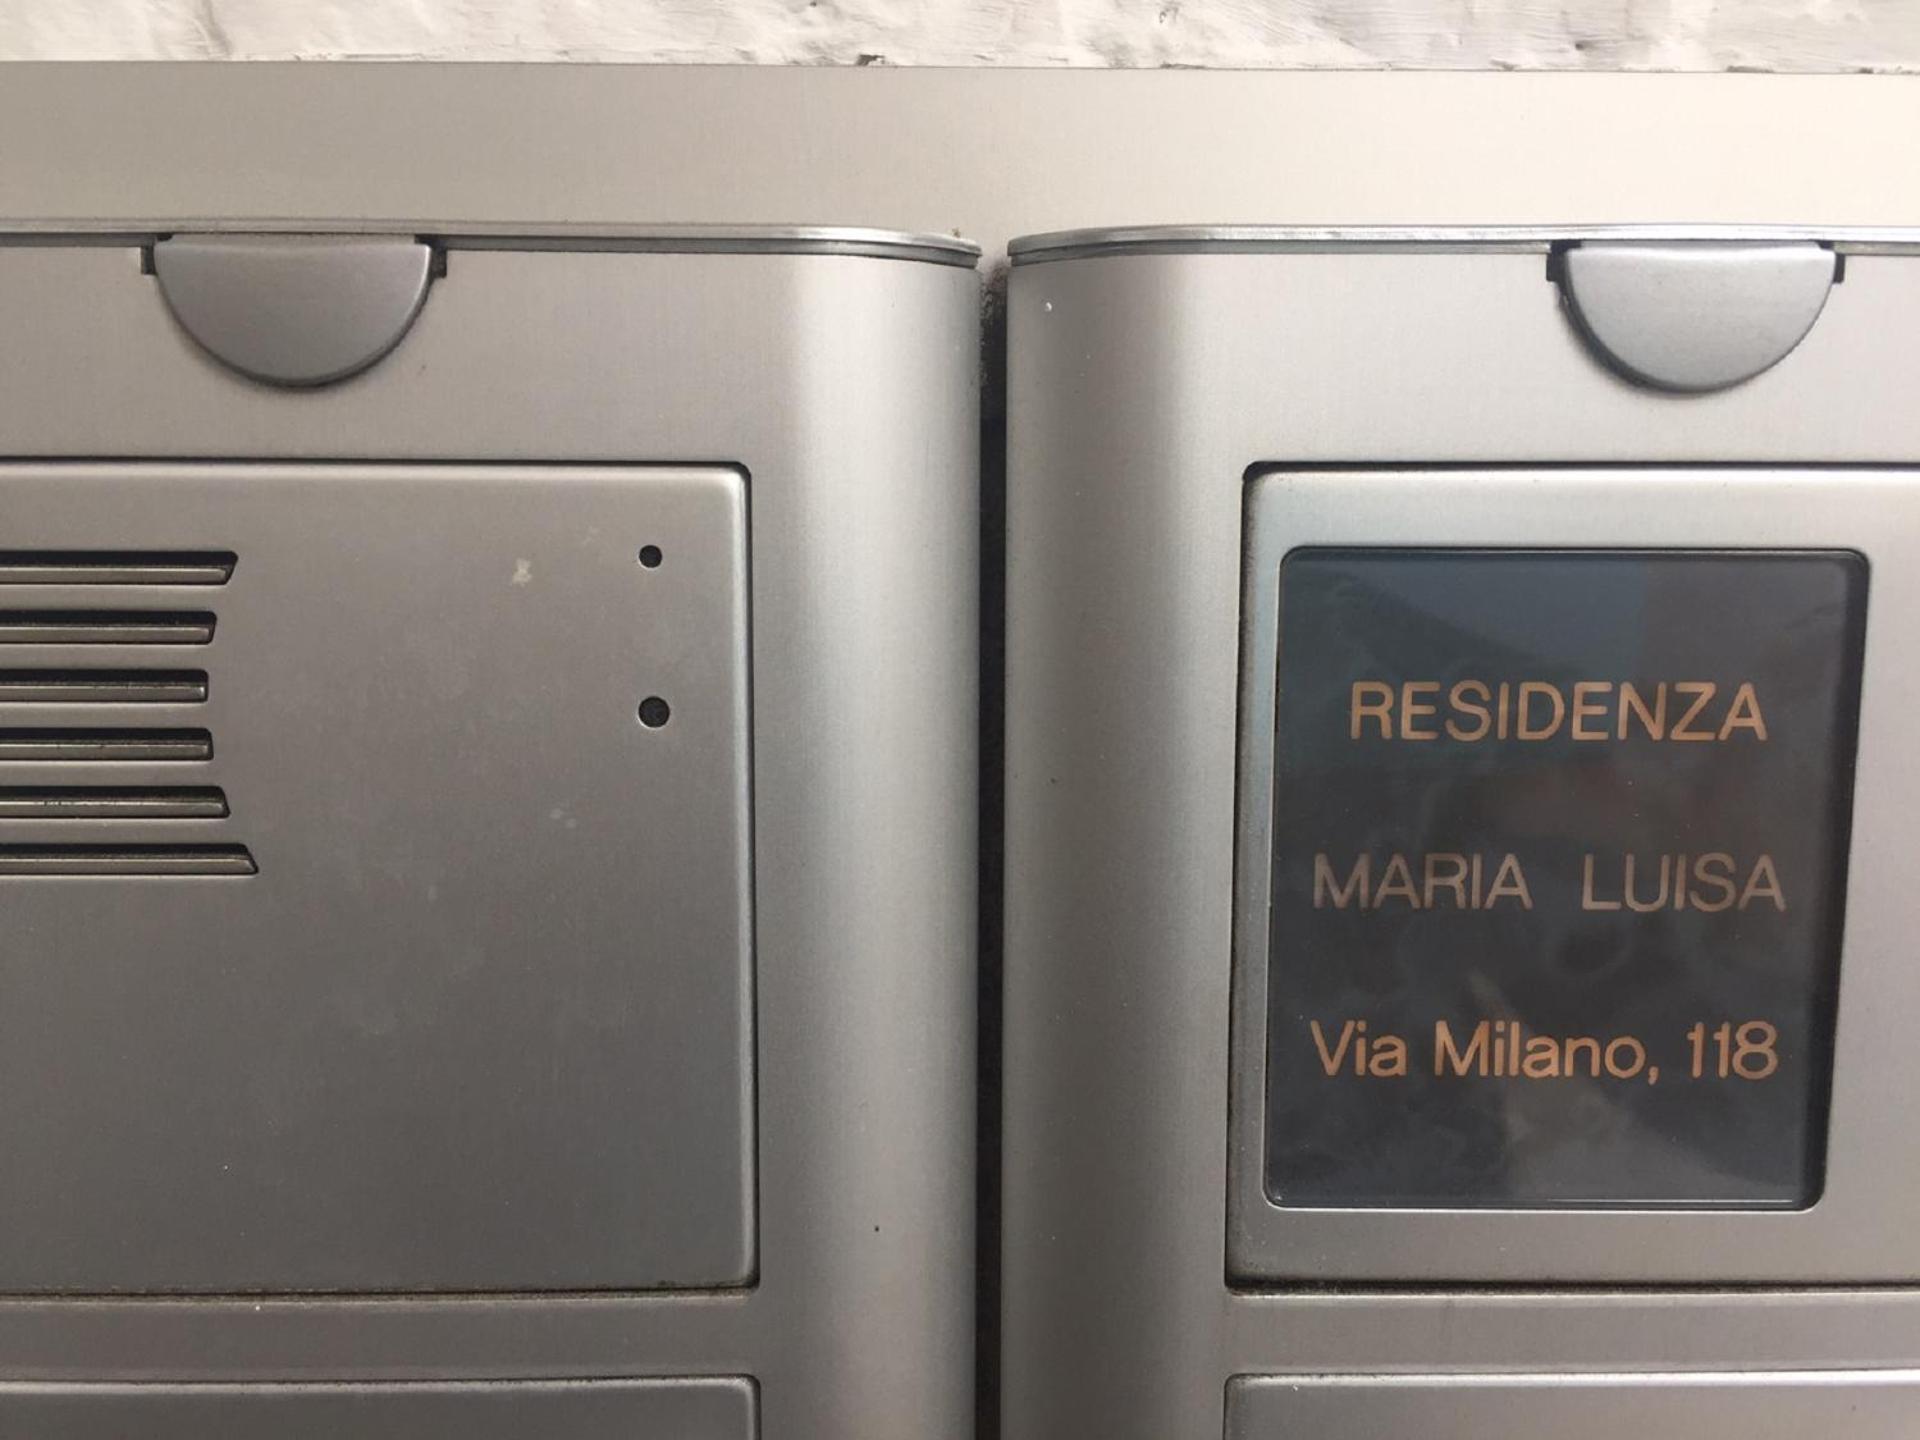 RESIDENZA
MARIA LUISA
Via Milano, 118